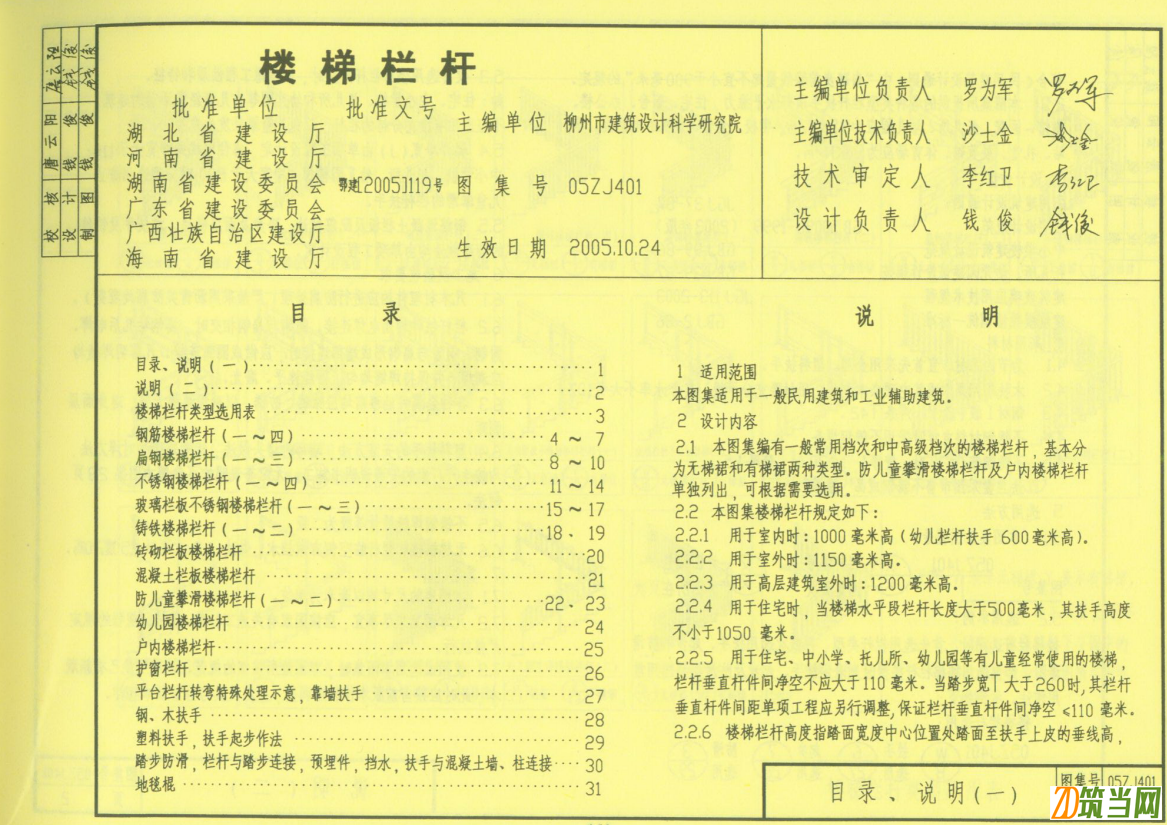 楼梯栏杆
批准单位 批准文号
湖北省建设厅
河南省建设厅
湖南省建设委员会 鄂建[2005]119号
广东省建设委员会
广西壮族自治区建设厅
海南省建设厅
主编单位 柳州市建筑设计科学研究院
图集号 05ZJ401
生效日期 2005.10.24
主编单位负责人 罗为军
主编单位技术负责人 沙士金
技术审定人 李红卫
设计负责人 钱俊
校核 唐云阳
设计 钱俊
制图 钱俊
目 录
目录、说明(一) 1
说明(二) 2
楼梯栏杆类型选用表 3
钢筋楼梯栏杆(一~四) 4 ~ 7
扁钢楼梯栏杆(一~三) 8 ~ 10
不锈钢楼梯栏杆(一~四) 11 ~ 14
玻璃栏板不锈钢楼梯栏杆(一~三) 15 ~ 17
铸铁楼梯栏杆(一~二) 18、19
砖砌栏板楼梯栏杆 20
混凝土栏板楼梯栏杆 21
防儿童攀滑楼梯栏杆(一~二) 22、23
幼儿园楼梯栏杆 24
户内楼梯栏杆 25
护窗栏杆 26
平台栏杆转弯特殊处理示意,靠墙扶手 27
钢、木扶手 28
塑料扶手,扶手起步作法 29
踏步防滑,栏杆与踏步连接,预埋件,挡水,扶手与混凝土墙、柱连接 30
地毯棍 31
说 明
1 适用范围
本图集适用于一般民用建筑和工业辅助建筑。
2 设计内容
2.1 本图集编有一般常用档次和中高级档次的楼梯栏杆,基本分
为无梯裙和有梯裙两种类型。防儿童攀滑楼梯栏杆及户内楼梯栏杆
单独列出,可根据需要选用。
2.2 本图集楼梯栏杆规定如下:
2.2.1 用于室内时:1000毫米高(幼儿栏杆扶手600毫米高)。
2.2.2 用于室外时:1150毫米高。
2.2.3 用于高层建筑室外时:1200毫米高。
2.2.4 用于住宅时,当楼梯水平段栏杆长度大于500毫米,其扶手高度
不小于1050 毫米。
2.2.5 用于住宅、中小学、托儿所、幼儿园等有儿童经常使用的楼梯,
栏杆垂直杆件间净空不应大于110毫米。当踏步宽T大于260时,其栏杆
垂直杆件间距单项工程应另行调整,保证栏杆垂直杆件间净空 ≤110 毫米。
2.2.6 楼梯栏杆高度指踏面宽度中心位置处踏面至扶手上皮的垂线高,
目录、说明(一)
图集号 05ZJ401
筑当网